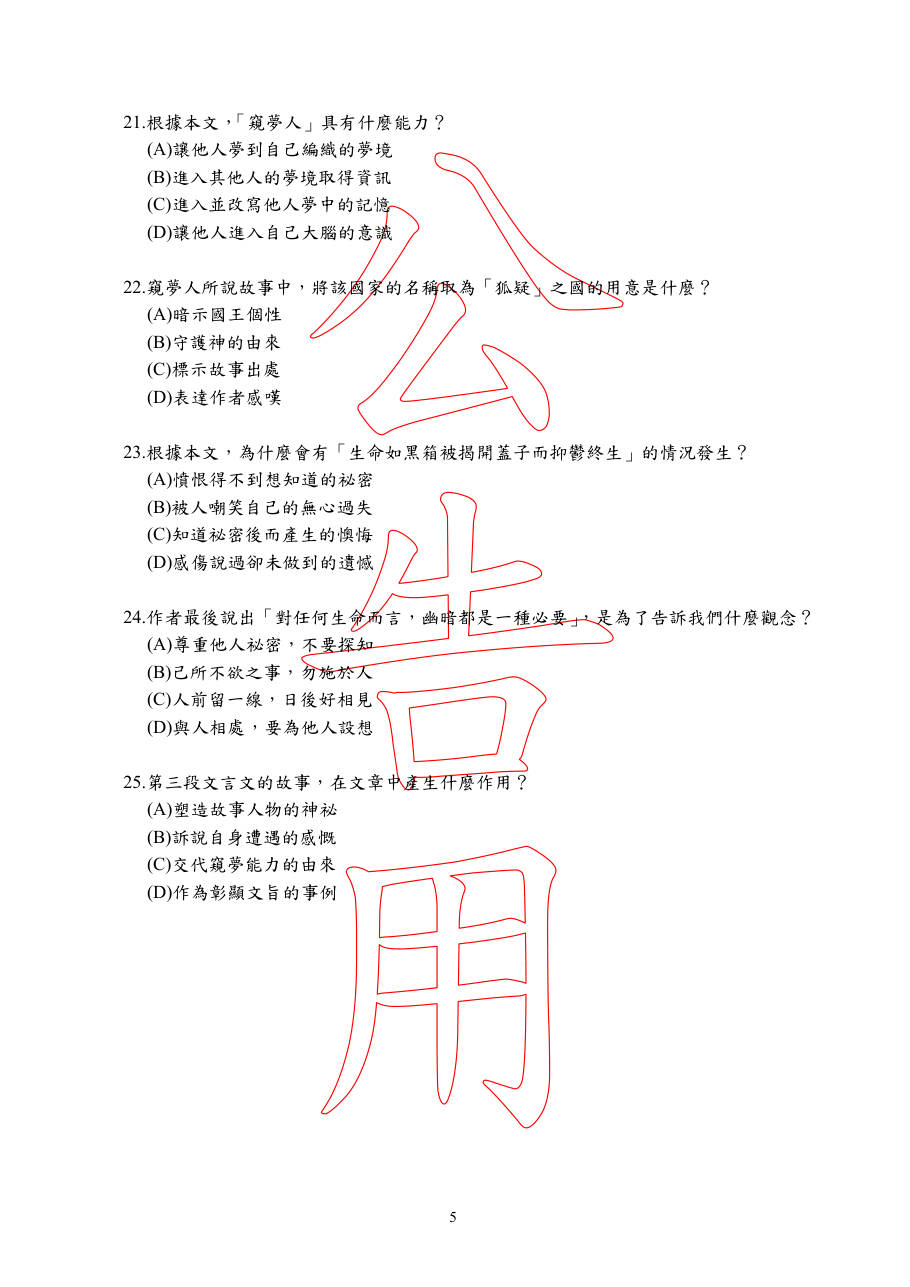 21.根據本文，「窺夢人」具有什麼能力？
(A)讓他人夢到自己編織的夢境
(B)進入其他人的夢境取得資訊
(C)進入並改寫他人夢中的記憶
(D)讓他人進入自己大腦的意識
22.窺夢人所說故事中，將該國家的名稱取為「狐疑」之國的用意是什麼？
(A)暗示國王個性
(B)守護神的由來
(C)標示故事出處
(D)表達作者感嘆
23.根據本文，為什麼會有「生命如黑箱被揭開蓋子而抑鬱終生」的情況發生？
(A)憤恨得不到想知道的祕密
(B)被人嘲笑自己的無心過失
(C)知道祕密後而產生的懊悔
(D)感傷說過卻未做到的遺憾
24.作者最後說出「對任何生命而言，幽暗都是一種必要」，是為了告訴我們什麼觀念？
(A)尊重他人祕密，不要探知
(B)己所不欲之事，勿施於人
(C)人前留一線，日後好相見
(D)與人相處，要為他人設想
25.第三段文言文的故事，在文章中產生什麼作用？
(A)塑造故事人物的神祕
(B)訴說自身遭遇的感慨
(C)交代窺夢能力的由來
(D)作為彰顯文旨的事例
公
告
用
5